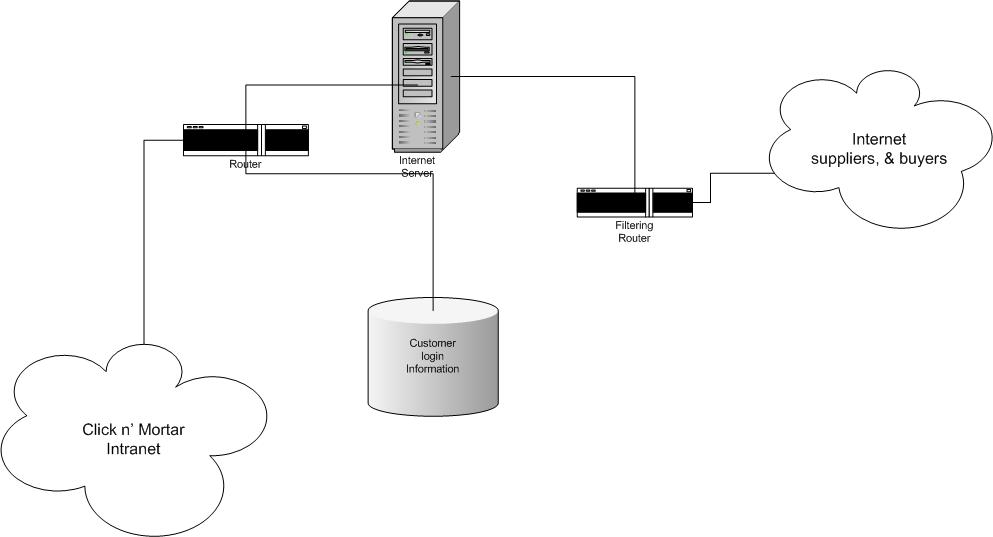 Internet
Server
Router
Internet
suppliers, & buyers
Filtering
Router
Customer
login
Information
Click n' Mortar
Intranet